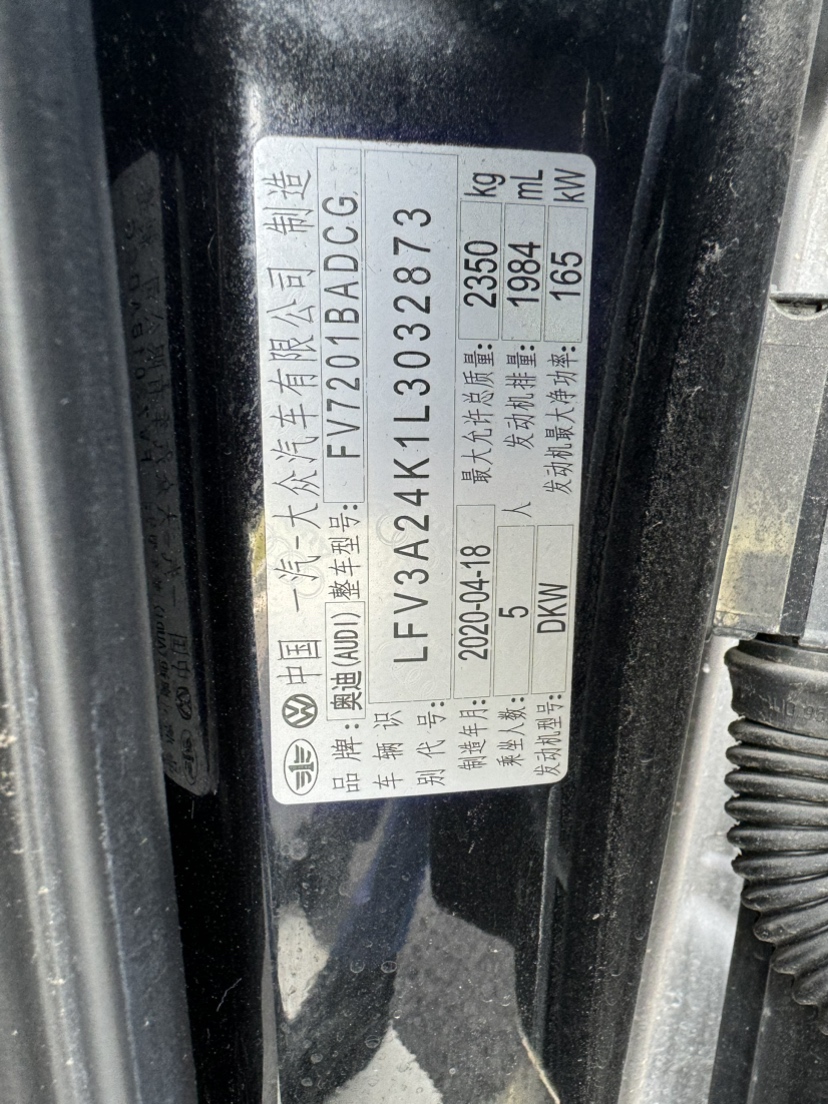 中国 一汽-大众汽车有限公司 制造
品牌: 奥迪(AUDI) 整车型号: FV7201BADCG
车辆识别代号: LFV3A24K1L3032873
制造年月: 2020-04-18 最大允许总质量: 2350 kg
乘坐人数: 5 人 发动机排量: 1984 mL
发动机型号: DKW 发动机最大净功率: 165 kW